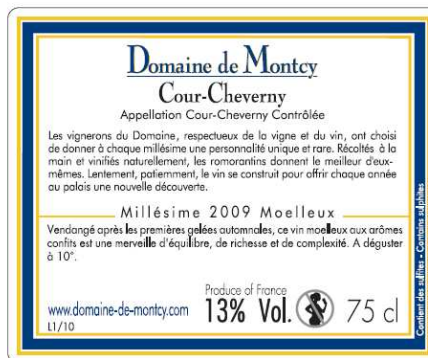 Domaine de Montcy
Cour-Cheverny
Appellation Cour-Cheverny Contrôlée
Les vignerons du Domaine, respectueux de la vigne et du vin, ont choisi
de donner à chaque millésime une personnalité unique et rare. Récoltés à la
main et vinifiés naturellement, les romorantins donnent le meilleur d'eux-
mêmes. Lentement, patiemment, le vin se construit pour offrir chaque année
au palais une nouvelle découverte.
Millésime 2009 Moelleux
Vendangé après les premières gelées automnales, ce vin moelleux aux arômes
confits est une merveille d'équilibre, de richesse et de complexité. A déguster
à 10°.
Produce of France
www.domaine-de-montcy.com 13% Vol. 75 cl
L1/10
Contient des sulfites - Contains sulphites